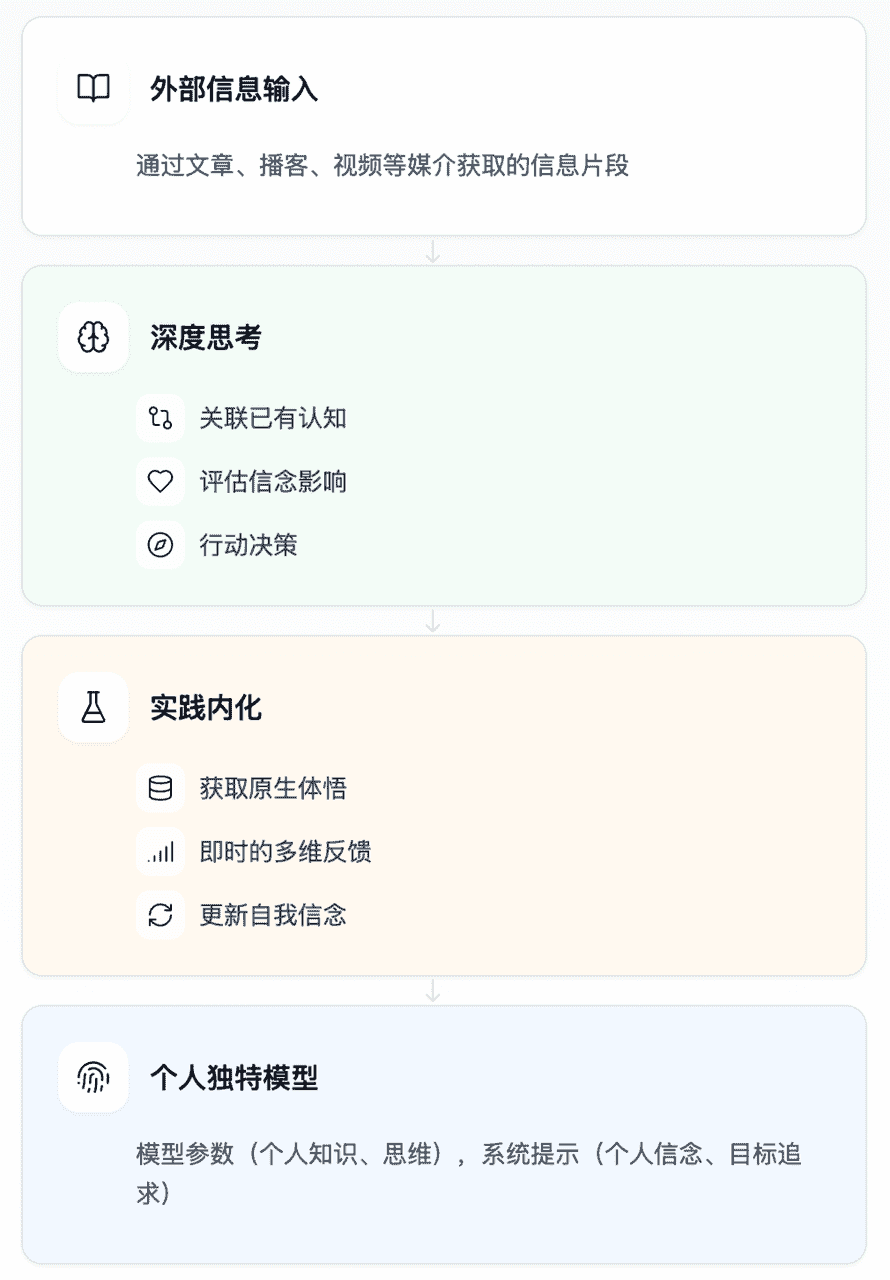 外部信息输入
通过文章、播客、视频等媒介获取的信息片段
深度思考
关联已有认知
评估信念影响
行动决策
实践内化
获取原生体悟
即时的多维反馈
更新自我信念
个人独特模型
模型参数（个人知识、思维），系统提示（个人信念、目标追
求）